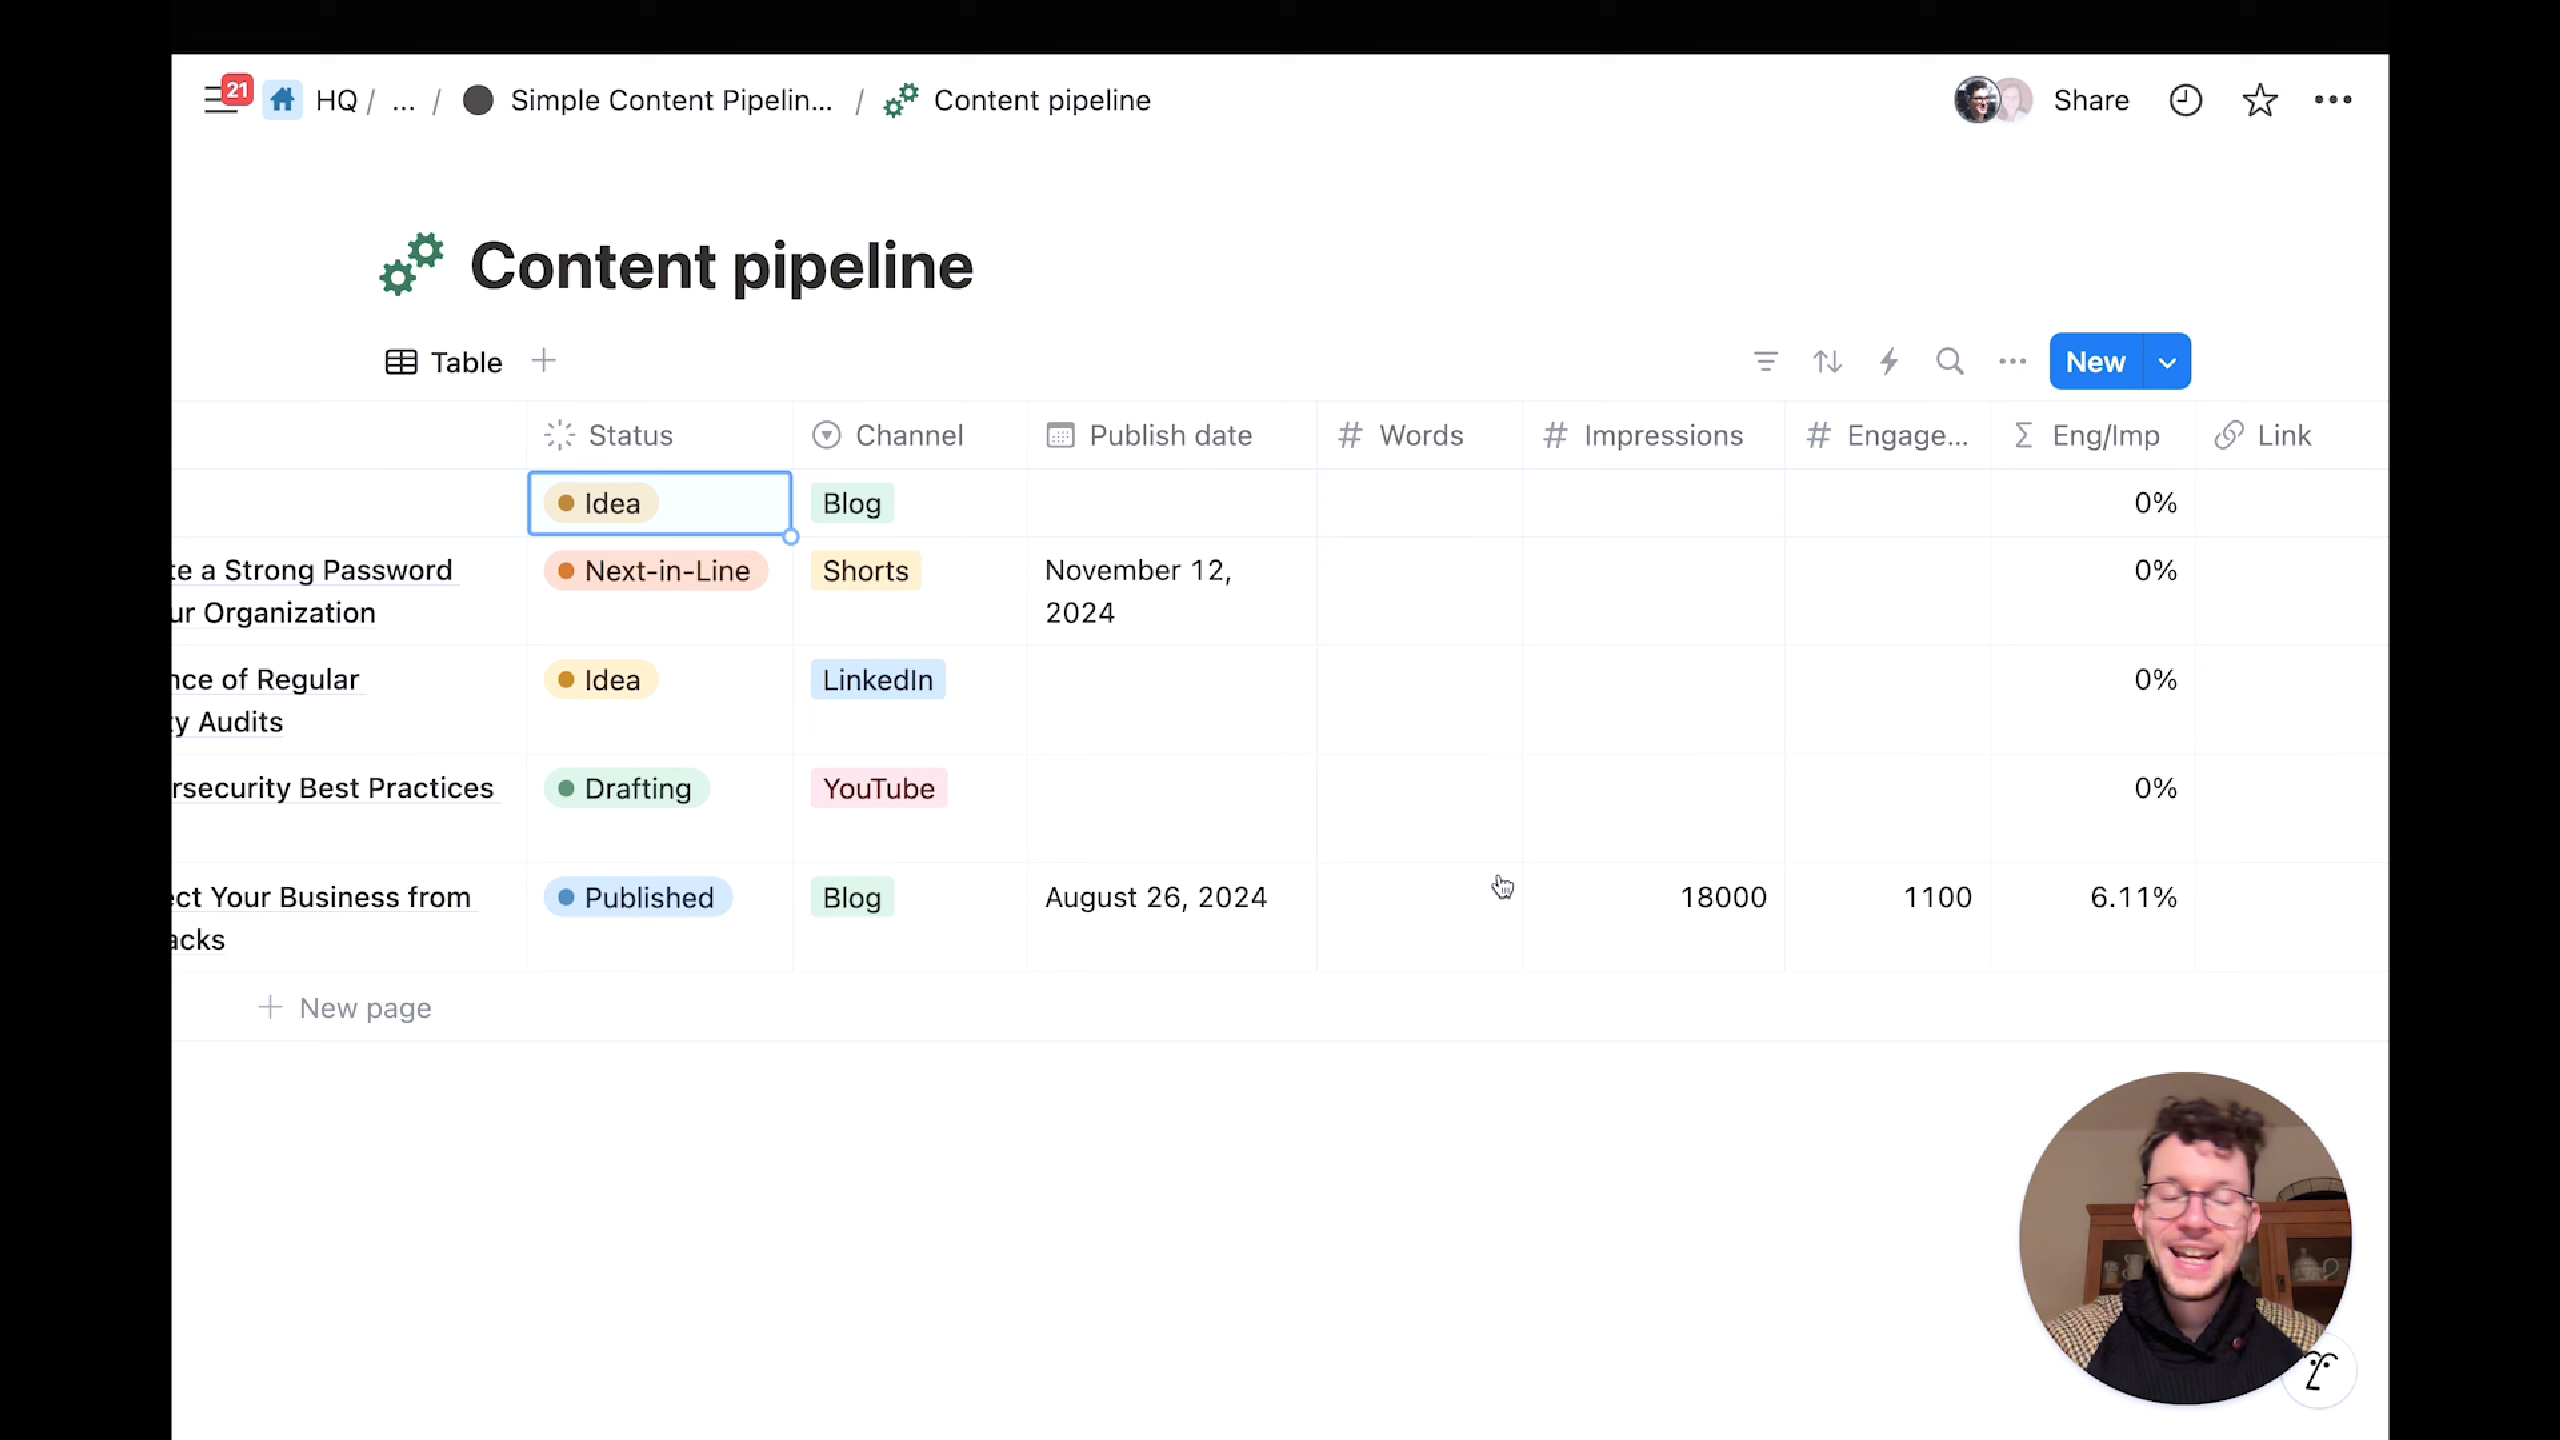 21 HQ / ... / Simple Content Pipelin... / Content pipeline Share
Content pipeline
Table New
Status Channel Publish date Words Impressions Engage... Eng/Imp Link
Idea Blog 0%
te a Strong Password Next-in-Line Shorts November 12, 0%
ur Organization 2024
nce of Regular Idea LinkedIn 0%
ty Audits
rsecurity Best Practices Drafting YouTube 0%
ect Your Business from Published Blog August 26, 2024 18000 1100 6.11%
acks
New page